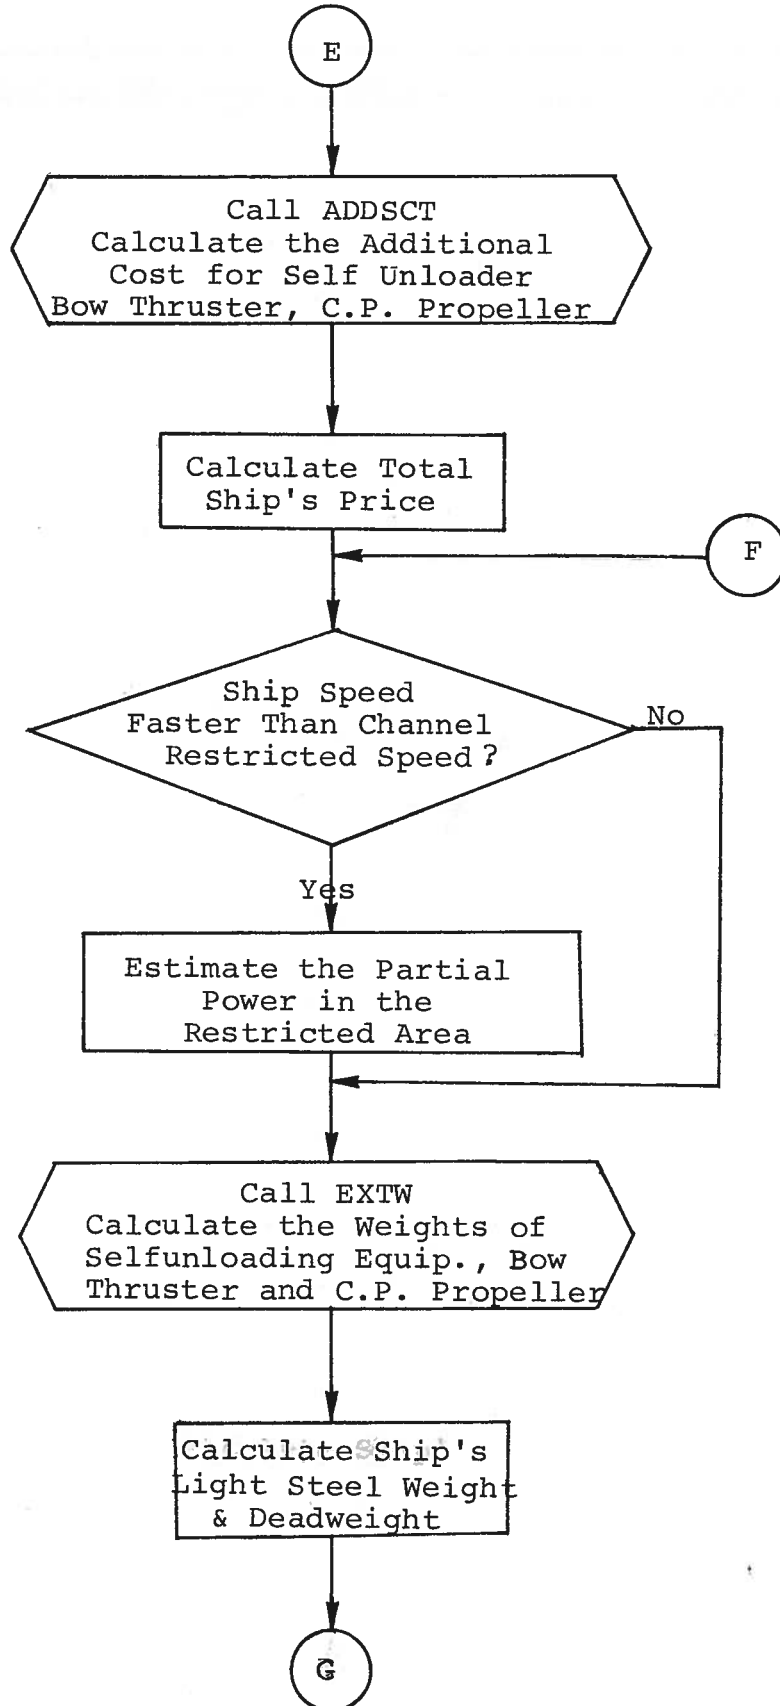 E
Call ADDSCT
Calculate the Additional
Cost for Self Unloader
Bow Thruster, C.P. Propeller
Calculate Total
Ship's Price
F
Ship Speed
Faster Than Channel
Restricted Speed?
No
Yes
Estimate the Partial
Power in the
Restricted Area
Call EXTW
Calculate the Weights of
Selfunloading Equip., Bow
Thruster and C.P. Propeller
Calculate Ship's
Light Steel Weight
& Deadweight
G